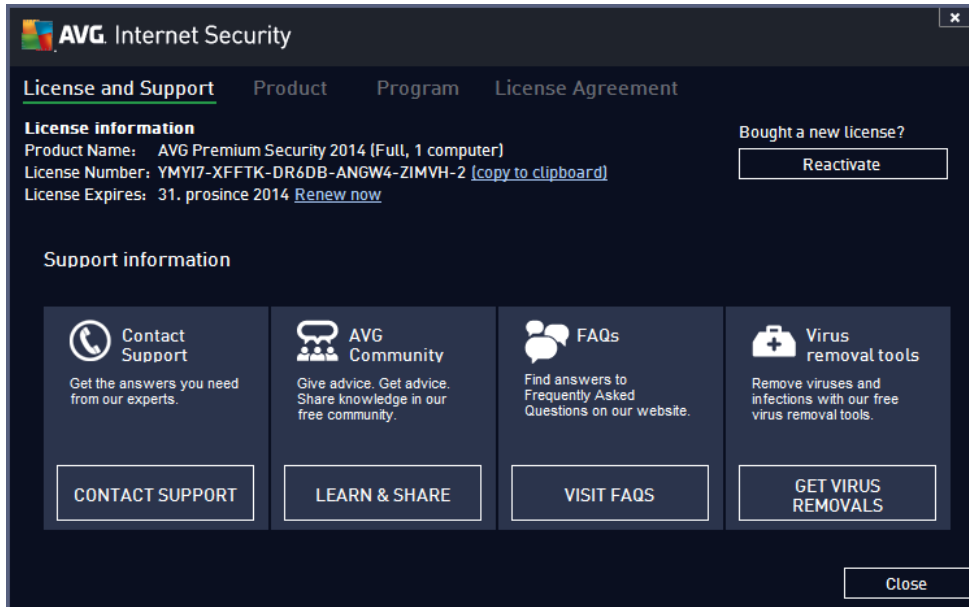 AVG. Internet Security
License and Support Product Program License Agreement
License information
Product Name: AVG Premium Security 2014 (Full, 1 computer)
License Number: YMYI7-XFFTK-DR6DB-ANGW4-ZIMVH-2 (copy to clipboard)
License Expires: 31. prosince 2014 Renew now
Bought a new license?
Reactivate
Support information
Contact
Support
Get the answers you need
from our experts.
CONTACT SUPPORT
AVG
Community
Give advice. Get advice.
Share knowledge in our
free community.
LEARN & SHARE
FAQs
Find answers to
Frequently Asked
Questions on our website.
VISIT FAQS
Virus
removal tools
Remove viruses and
infections with our free
virus removal tools.
GET VIRUS
REMOVALS
Close